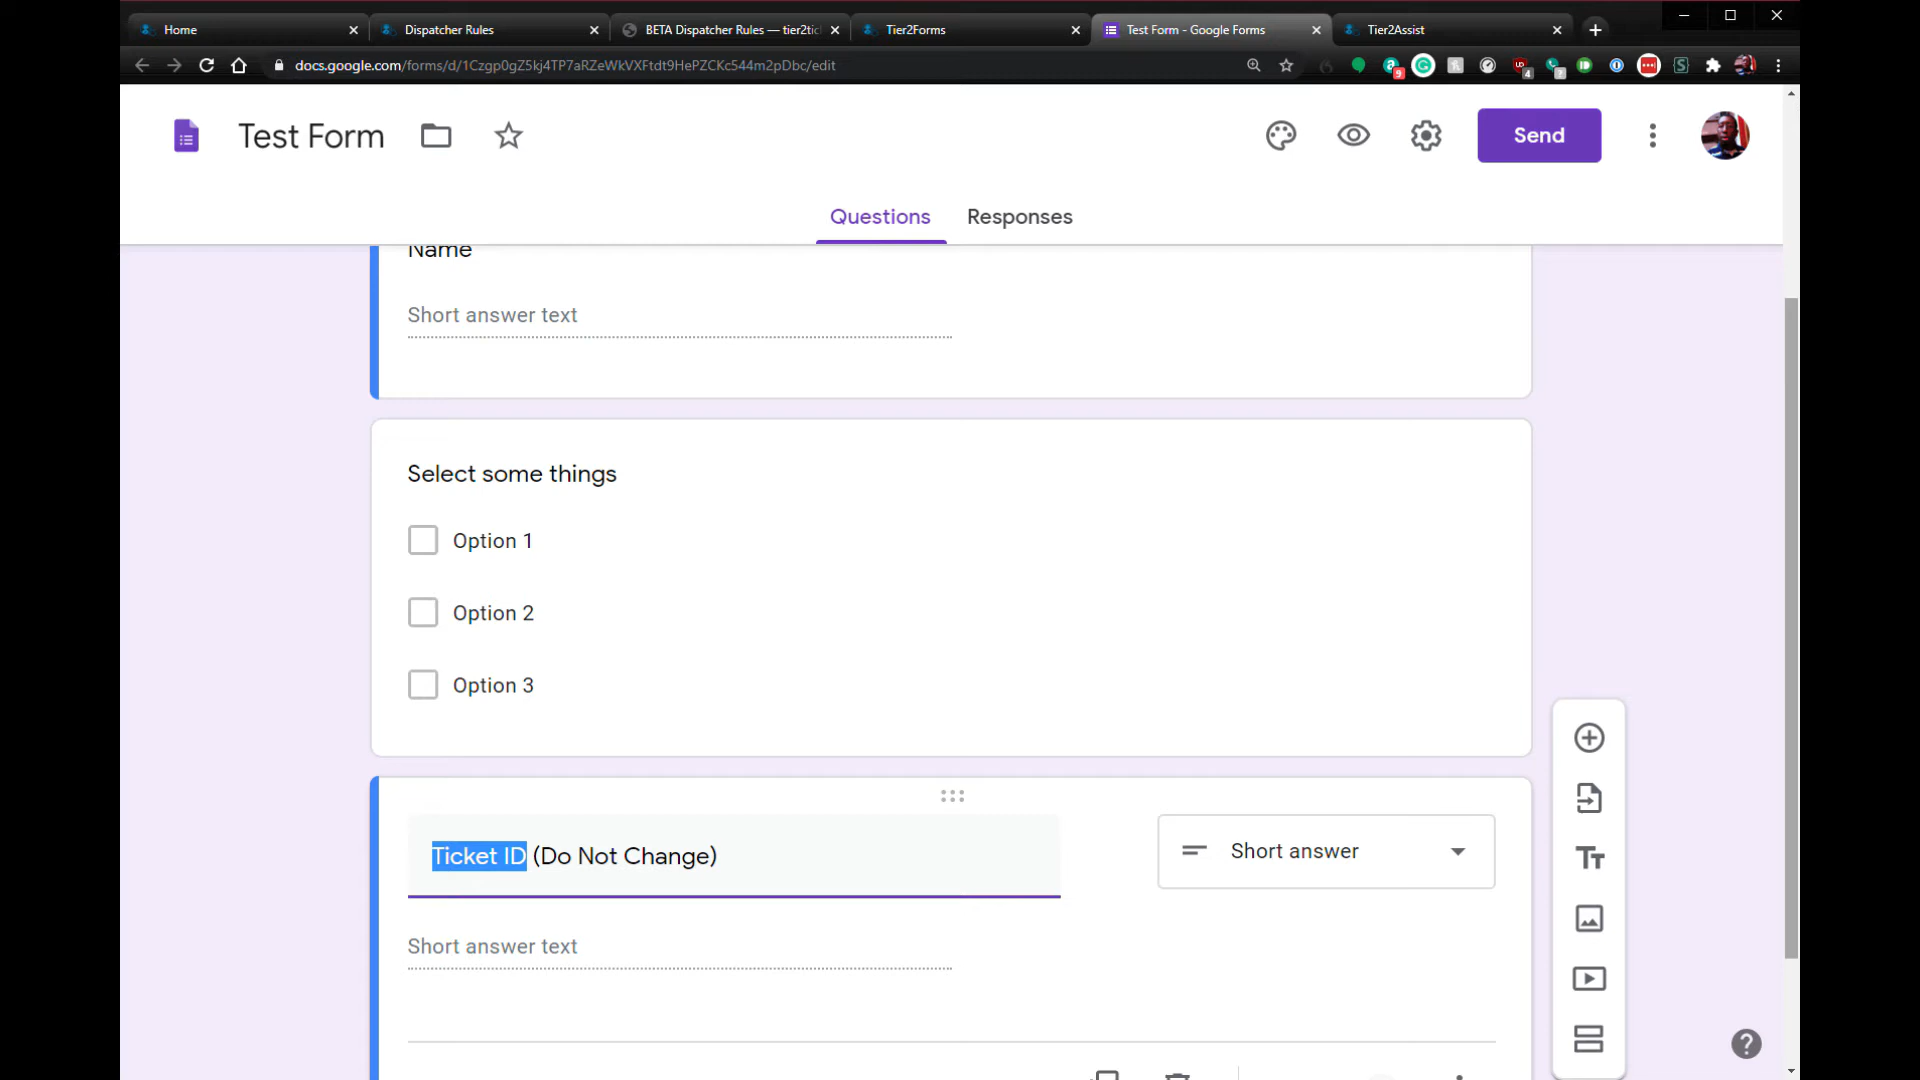 Home
Dispatcher Rules
BETA Dispatcher Rules — tier2tic
Tier2Forms
Test Form - Google Forms
Tier2Assist
docs.google.com/forms/d/1Czgp0gZ5kj4TP7aRZeWkVXFtdt9HePZCKc544m2pDbc/edit
Test Form
Send
Questions
Responses
Name
Short answer text
Select some things
Option 1
Option 2
Option 3
Ticket ID (Do Not Change)
Short answer
Short answer text